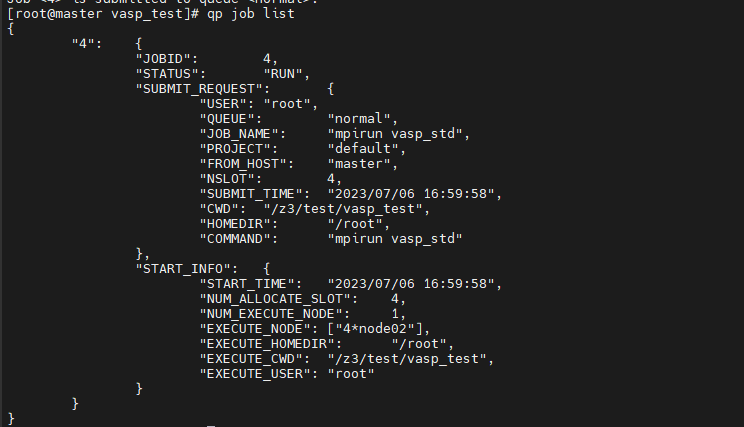 Job <4> is submitted to queue <normal>.
[root@master vasp_test]# qp job list
{
"4": {
"JOBID": 4,
"STATUS": "RUN",
"SUBMIT_REQUEST": {
"USER": "root",
"QUEUE": "normal",
"JOB_NAME": "mpirun vasp_std",
"PROJECT": "default",
"FROM_HOST": "master",
"NSLOT": 4,
"SUBMIT_TIME": "2023/07/06 16:59:58",
"CWD": "/z3/test/vasp_test",
"HOMEDIR": "/root",
"COMMAND": "mpirun vasp_std"
},
"START_INFO": {
"START_TIME": "2023/07/06 16:59:58",
"NUM_ALLOCATE_SLOT": 4,
"NUM_EXECUTE_NODE": 1,
"EXECUTE_NODE": ["4*node02"],
"EXECUTE_HOMEDIR": "/root",
"EXECUTE_CWD": "/z3/test/vasp_test",
"EXECUTE_USER": "root"
}
}
}